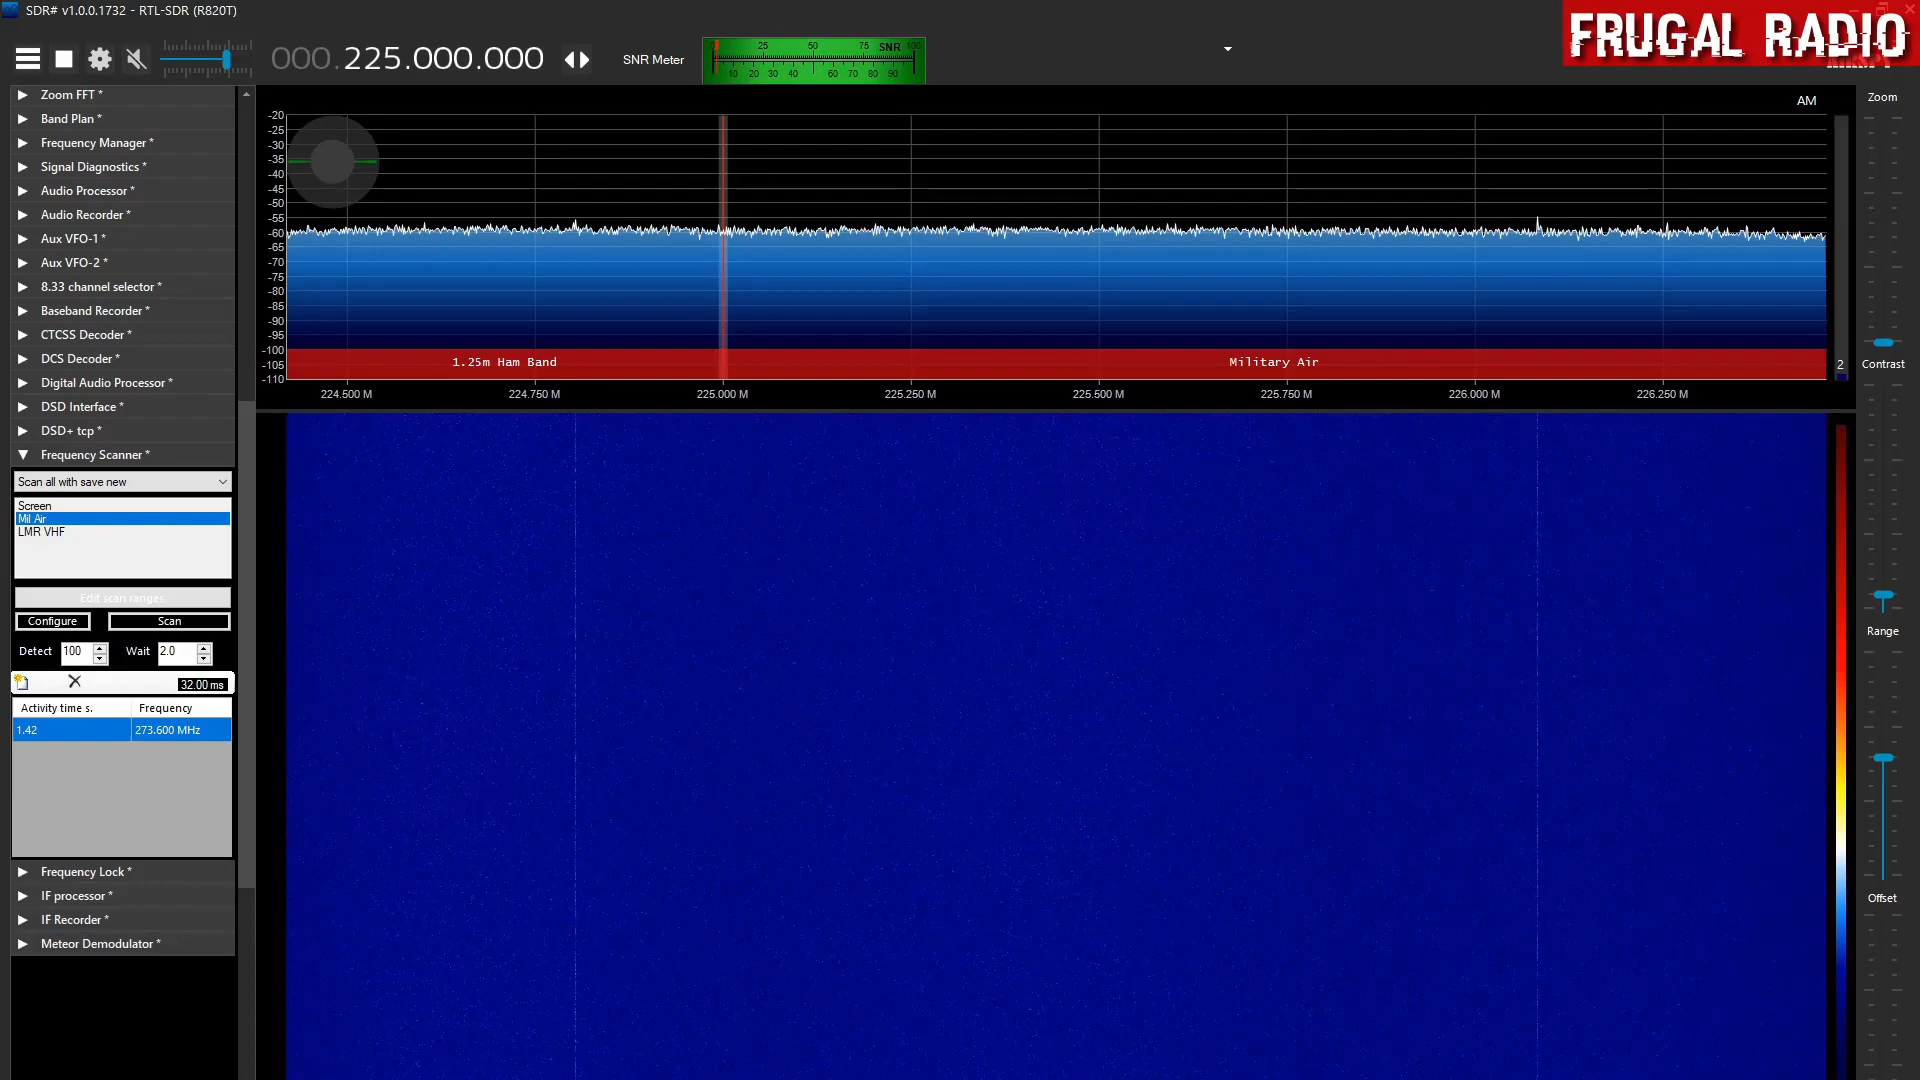 SDR# v1.0.0.1732 - RTL-SDR (R820T)
FRUGAL RADIO
000.225.000.000
SNR Meter
0 25 50 75 SNR 100
10 20 30 40 60 70 80 90
AM
Zoom
Zoom FFT *
Band Plan *
Frequency Manager *
Signal Diagnostics *
Audio Processor *
Audio Recorder *
Aux VFO-1 *
Aux VFO-2 *
8.33 channel selector *
Baseband Recorder *
CTCSS Decoder *
DCS Decoder *
Digital Audio Processor *
DSD Interface *
DSD+ tcp *
Frequency Scanner *
Scan all with save new
Screen
Mil Air
LMR VHF
Edit scan ranges
Configure
Scan
Detect 100
Wait 2.0
32.00 ms
Activity time s. Frequency
1.42 273.600 MHz
Frequency Lock *
IF processor *
IF Recorder *
Meteor Demodulator *
-20
-25
-30
-35
-40
-45
-50
-55
-60
-65
-70
-75
-80
-85
-90
-95
-100
-105
-110
1.25m Ham Band
Military Air
2
224.500 M 224.750 M 225.000 M 225.250 M 225.500 M 225.750 M 226.000 M 226.250 M
Contrast
Range
Offset